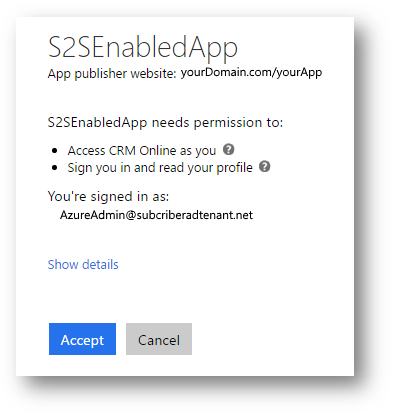 S2SEnabledApp
App publisher website: yourDomain.com/yourApp
S2SEnabledApp needs permission to:
• Access CRM Online as you ?
• Sign you in and read your profile ?
You're signed in as:
AzureAdmin@subcriberadtenant.net
Show details
Accept Cancel